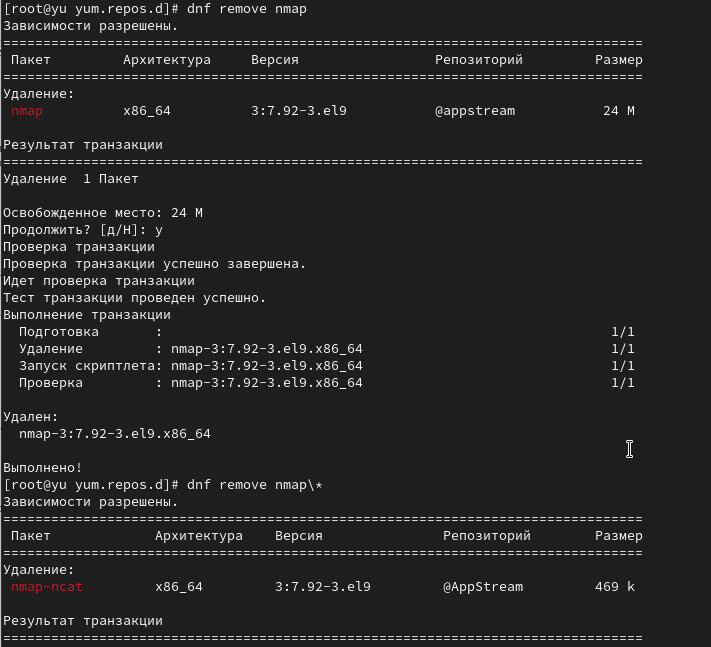 [root@yu yum.repos.d]# dnf remove nmap
Зависимости разрешены.
================================================================================
Пакет Архитектура Версия Репозиторий Размер
================================================================================
Удаление:
nmap x86_64 3:7.92-3.el9 @appstream 24 M
Результат транзакции
================================================================================
Удаление 1 Пакет
Освобожденное место: 24 M
Продолжить? [д/Н]: y
Проверка транзакции
Проверка транзакции успешно завершена.
Идет проверка транзакции
Тест транзакции проведен успешно.
Выполнение транзакции
Подготовка : 1/1
Удаление : nmap-3:7.92-3.el9.x86_64 1/1
Запуск скриптлета: nmap-3:7.92-3.el9.x86_64 1/1
Проверка : nmap-3:7.92-3.el9.x86_64 1/1
Удален:
nmap-3:7.92-3.el9.x86_64
Выполнено!
[root@yu yum.repos.d]# dnf remove nmap\*
Зависимости разрешены.
================================================================================
Пакет Архитектура Версия Репозиторий Размер
================================================================================
Удаление:
nmap-ncat x86_64 3:7.92-3.el9 @AppStream 469 k
Результат транзакции
================================================================================